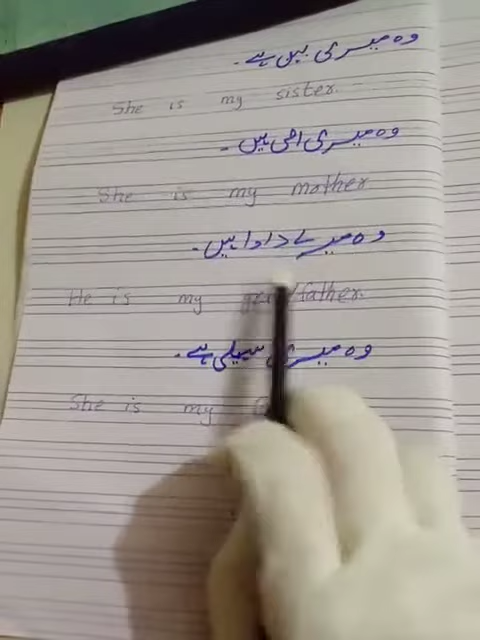 وہ میری بہن ہے۔
She is my sister.
وہ میری امی ہیں۔
She is my mother
وہ میرے دادا ہیں۔
He is my father.
وہ میری سہیلی ہے۔
She is my